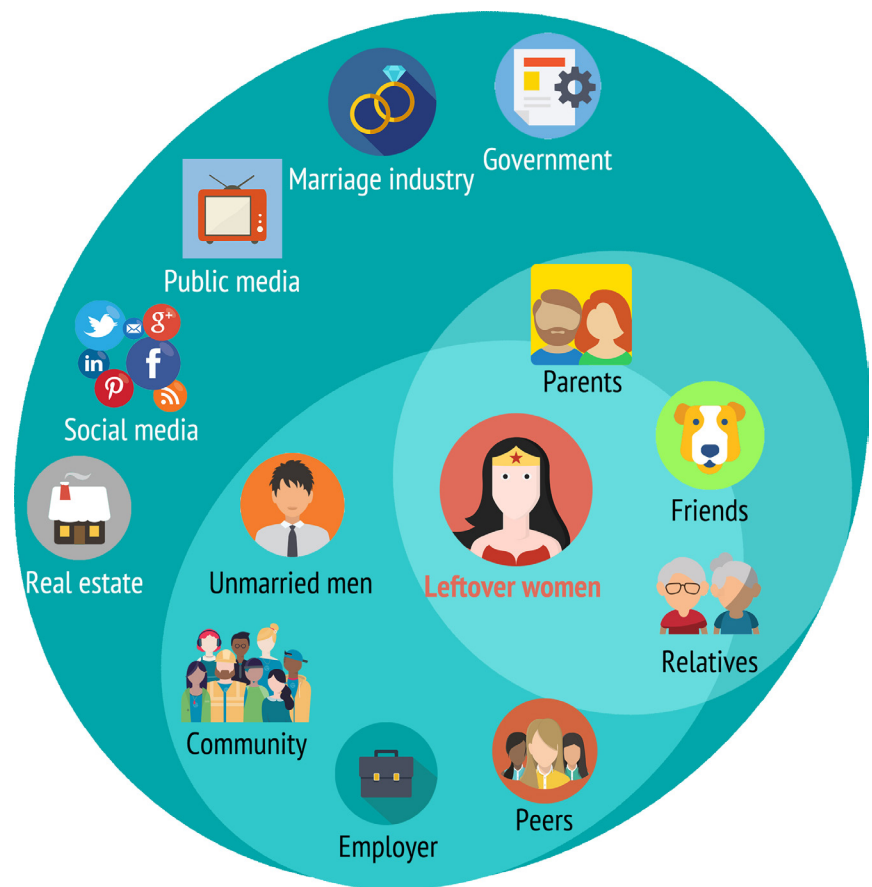 Government
Marriage industry
Public media
g+
in
f
Social media
Parents
Friends
Real estate
Unmarried men
Leftover women
Relatives
Community
Peers
Employer